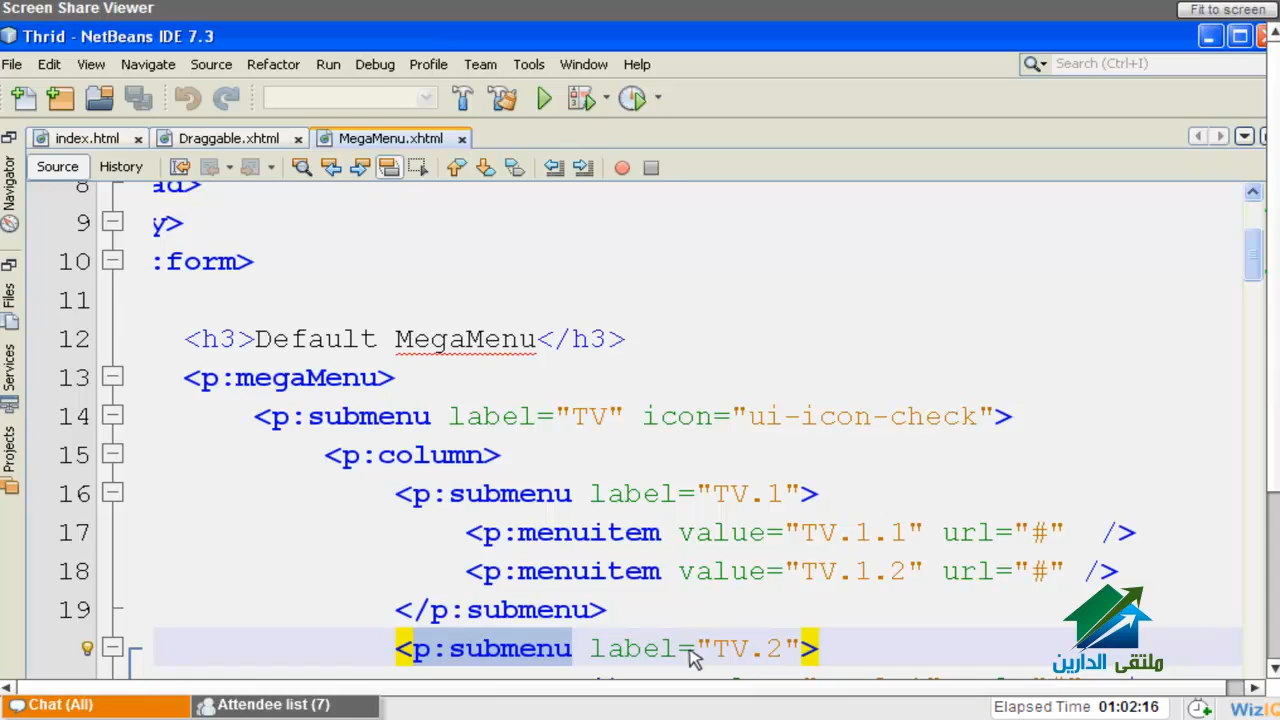 Screen Share Viewer
Fit to screen
Thrid - NetBeans IDE 7.3
File Edit View Navigate Source Refactor Run Debug Profile Team Tools Window Help
Search (Ctrl+I)
index.html Draggable.xhtml MegaMenu.xhtml
Source History
Navigator
Files
Services
Projects
8 ad>
9 y>
10 :form>
11
12 <h3>Default MegaMenu</h3>
13 <p:megaMenu>
14 <p:submenu label="TV" icon="ui-icon-check">
15 <p:column>
16 <p:submenu label="TV.1">
17 <p:menuitem value="TV.1.1" url="#"  />
18 <p:menuitem value="TV.1.2" url="#" />
19 </p:submenu>
<p:submenu label="TV.2">
ملتقى الدارين
Chat (All)
Attendee list (7)
Elapsed Time 01:02:16
WizIQ